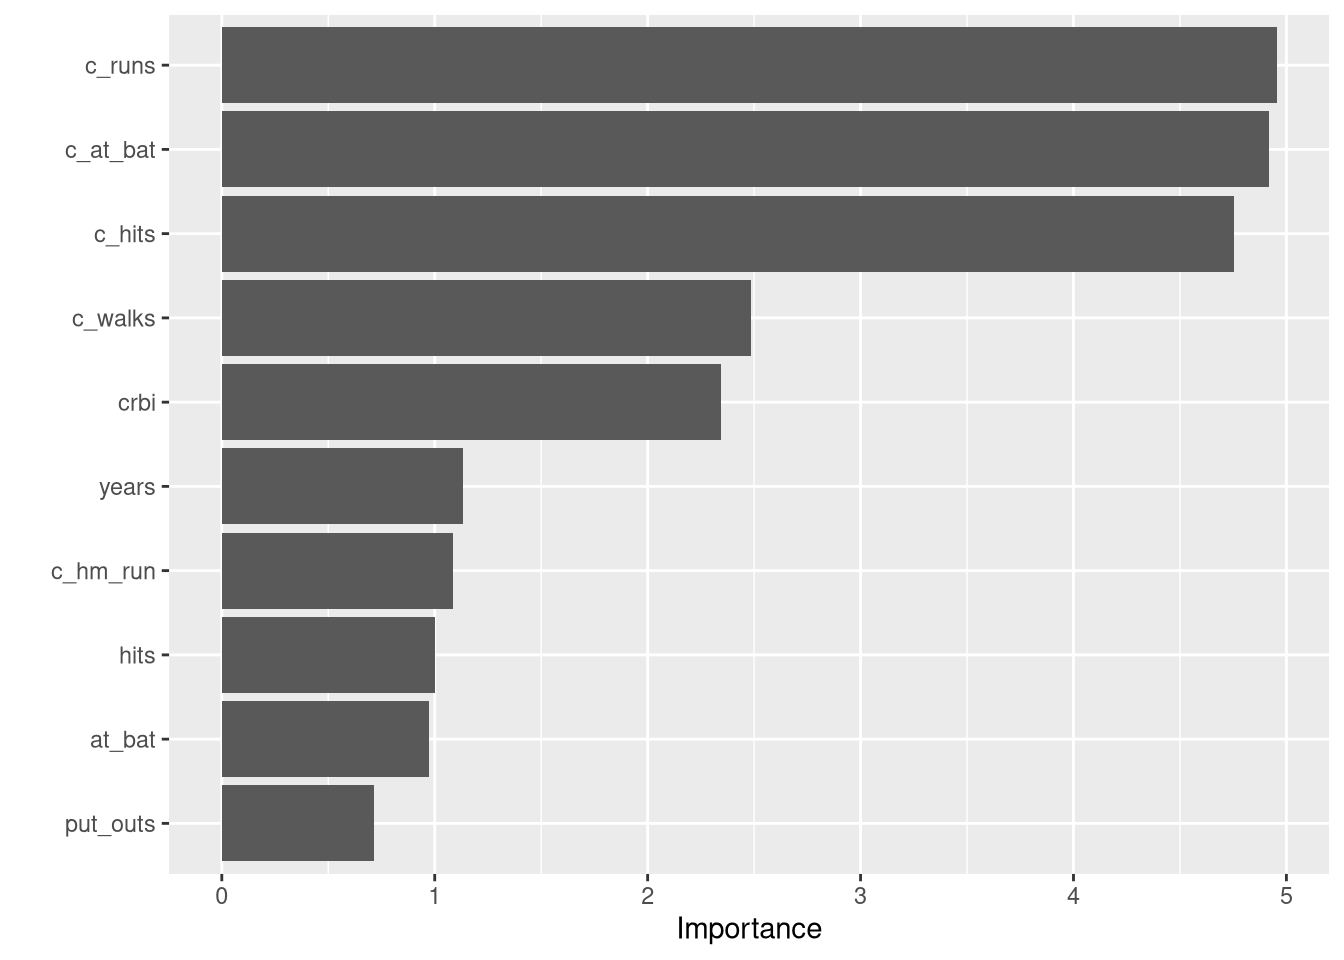 c_runs
c_at_bat
c_hits
c_walks
crbi
years
c_hm_run
hits
at_bat
put_outs
0 1 2 3 4 5
Importance